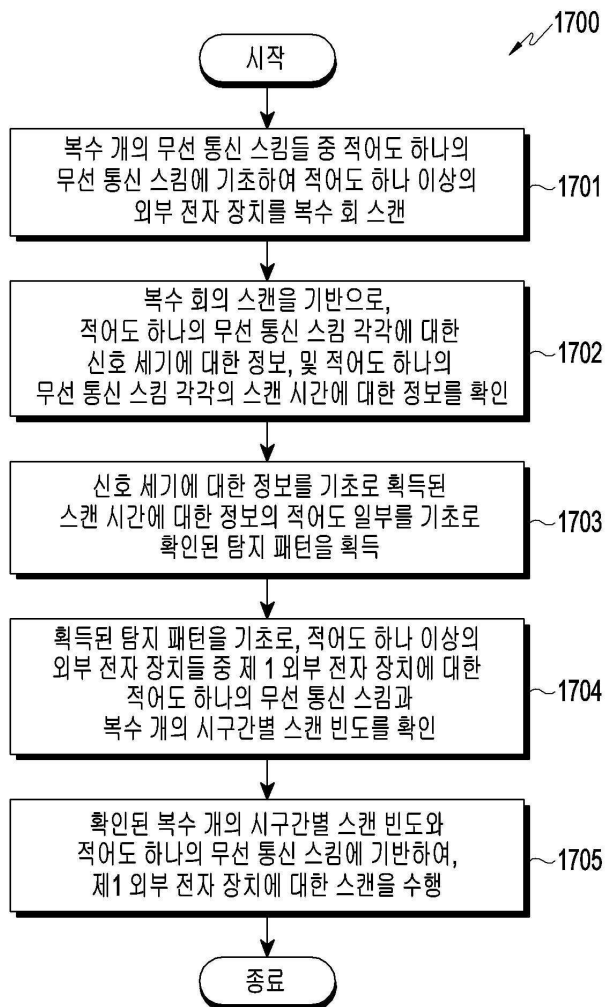 1700
시작
복수 개의 무선 통신 스킴들 중 적어도 하나의
무선 통신 스킴에 기초하여 적어도 하나 이상의
외부 전자 장치를 복수 회 스캔
1701
복수 회의 스캔을 기반으로,
적어도 하나의 무선 통신 스킴 각각에 대한
신호 세기에 대한 정보, 및 적어도 하나의
무선 통신 스킴 각각의 스캔 시간에 대한 정보를 확인
1702
신호 세기에 대한 정보를 기초로 획득된
스캔 시간에 대한 정보의 적어도 일부를 기초로
확인된 탐지 패턴을 획득
1703
획득된 탐지 패턴을 기초로, 적어도 하나 이상의
외부 전자 장치들 중 제 1 외부 전자 장치에 대한
적어도 하나의 무선 통신 스킴과
복수 개의 시구간별 스캔 빈도를 확인
1704
확인된 복수 개의 시구간별 스캔 빈도와
적어도 하나의 무선 통신 스킴에 기반하여,
제1 외부 전자 장치에 대한 스캔을 수행
1705
종료